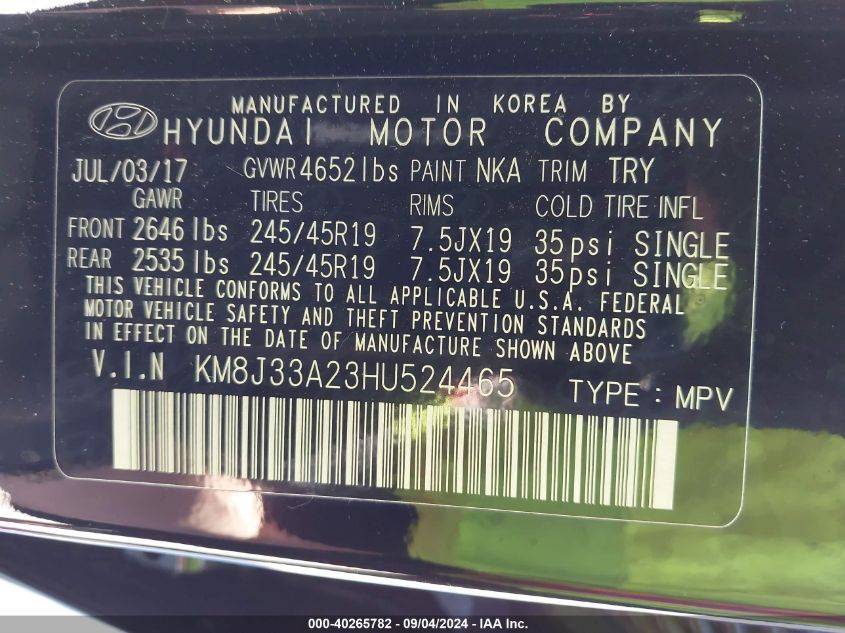 MANUFACTURED IN KOREA BY
HYUNDAI MOTOR COMPANY
JUL/03/17 GVWR 4652lbs PAINT NKA TRIM TRY
GAWR TIRES RIMS COLD TIRE INFL
FRONT 2646 lbs 245/45R19 7.5JX19 35psi SINGLE
REAR 2535 lbs 245/45R19 7.5JX19 35psi SINGLE
THIS VEHICLE CONFORMS TO ALL APPLICABLE U.S.A. FEDERAL
MOTOR VEHICLE SAFETY AND THEFT PREVENTION STANDARDS
IN EFFECT ON THE DATE OF MANUFACTURE SHOWN ABOVE
V.I.N KM8J33A23HU524465 TYPE : MPV
000-40265782 - 09/04/2024 - IAA Inc.